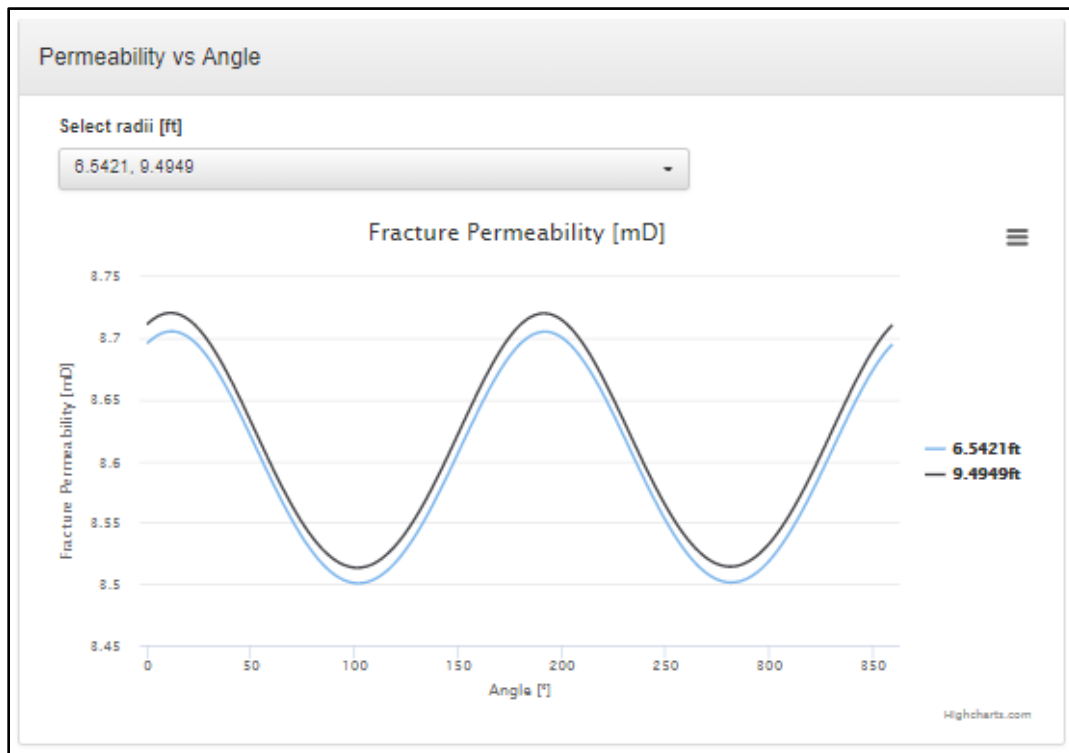 Permeability vs Angle
Select radii [ft]
6.5421, 9.4949
Fracture Permeability [mD]
8.75
8.7
8.65
8.6
8.55
8.5
8.45
Fracture Permeability [mD]
0 50 100 150 200 250 300 350
Angle [°]
6.5421ft
9.4949ft
Highcharts.com